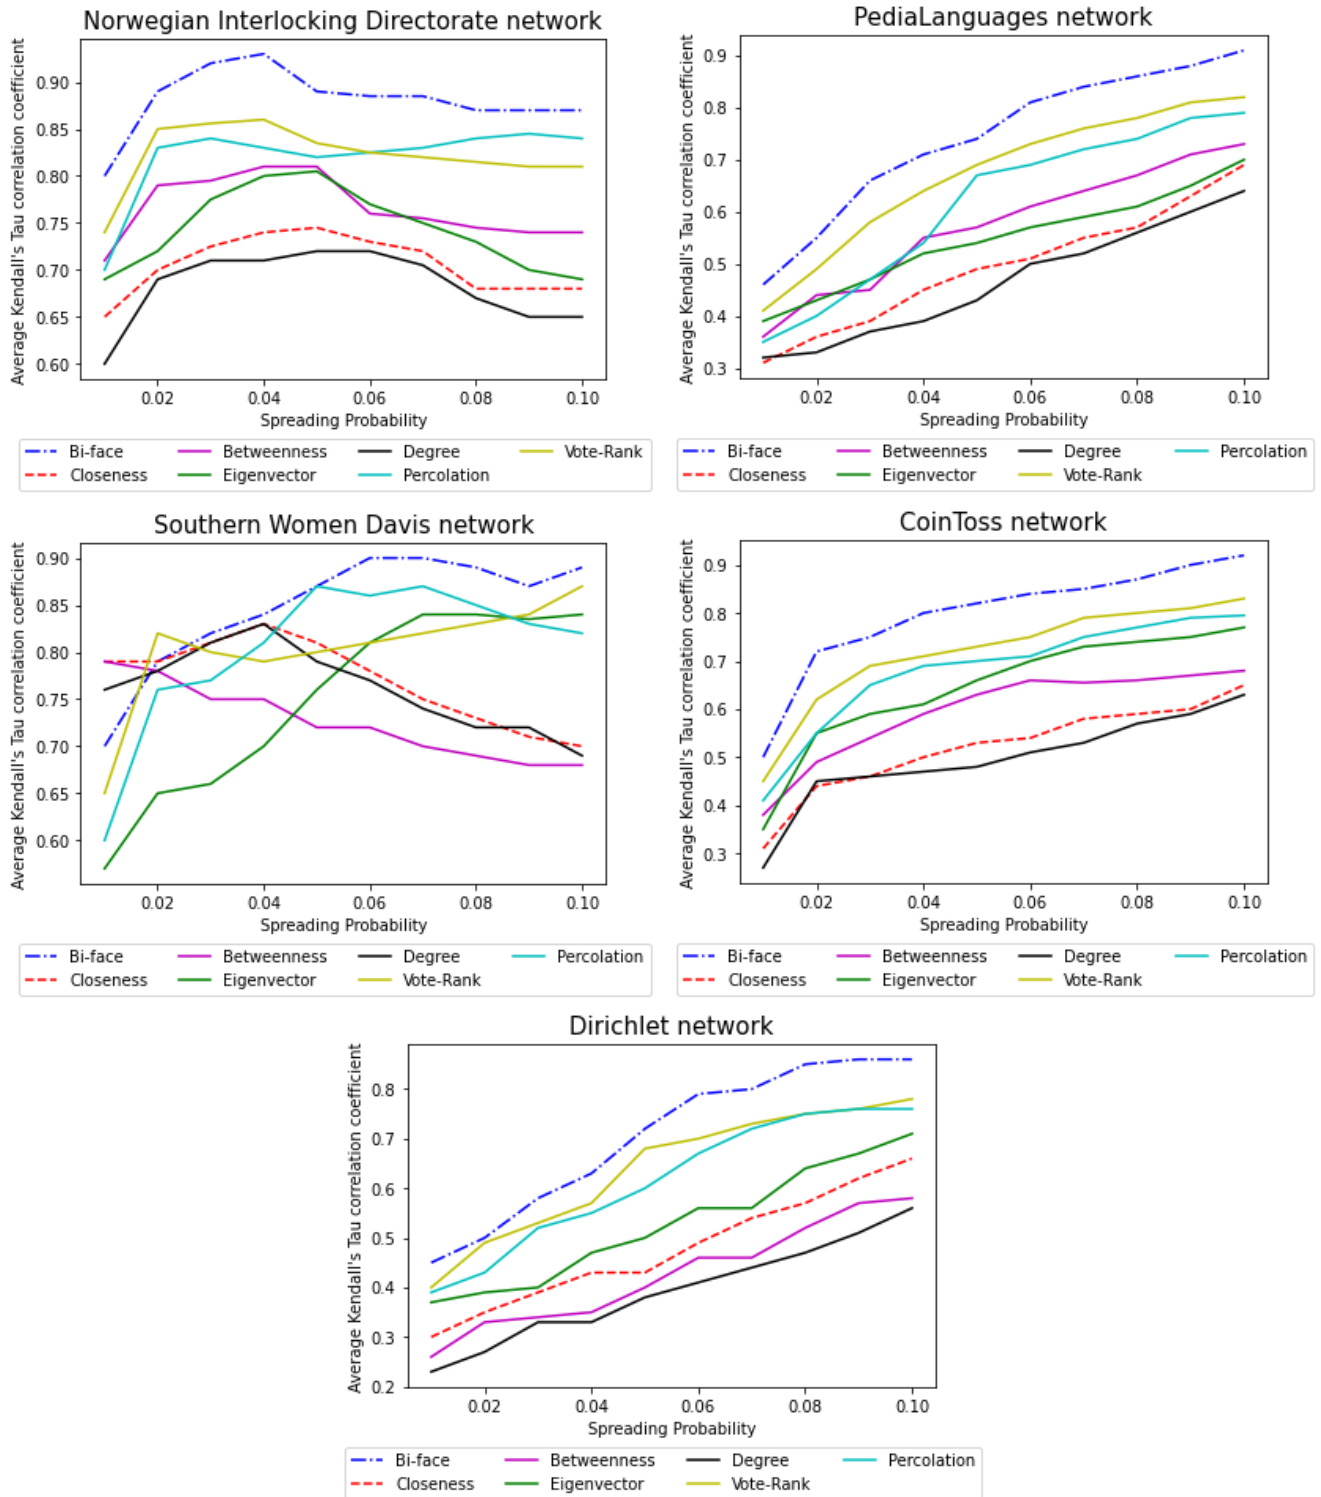 Norwegian Interlocking Directorate network
Average Kendall's Tau correlation coefficient
0.90
0.85
0.80
0.75
0.70
0.65
0.60
0.02 0.04 0.06 0.08 0.10
Spreading Probability
Bi-face Betweenness Degree Vote-Rank
Closeness Eigenvector Percolation
PediaLanguages network
Average Kendall's Tau correlation coefficient
0.9
0.8
0.7
0.6
0.5
0.4
0.3
0.02 0.04 0.06 0.08 0.10
Spreading Probability
Bi-face Betweenness Degree Percolation
Closeness Eigenvector Vote-Rank
Southern Women Davis network
Average Kendall's Tau correlation coefficient
0.90
0.85
0.80
0.75
0.70
0.65
0.60
0.02 0.04 0.06 0.08 0.10
Spreading Probability
Bi-face Betweenness Degree Percolation
Closeness Eigenvector Vote-Rank
CoinToss network
Average Kendall's Tau correlation coefficient
0.9
0.8
0.7
0.6
0.5
0.4
0.3
0.02 0.04 0.06 0.08 0.10
Spreading Probability
Bi-face Betweenness Degree Percolation
Closeness Eigenvector Vote-Rank
Dirichlet network
Average Kendall's Tau correlation coefficient
0.8
0.7
0.6
0.5
0.4
0.3
0.2
0.02 0.04 0.06 0.08 0.10
Spreading Probability
Bi-face Betweenness Degree Percolation
Closeness Eigenvector Vote-Rank